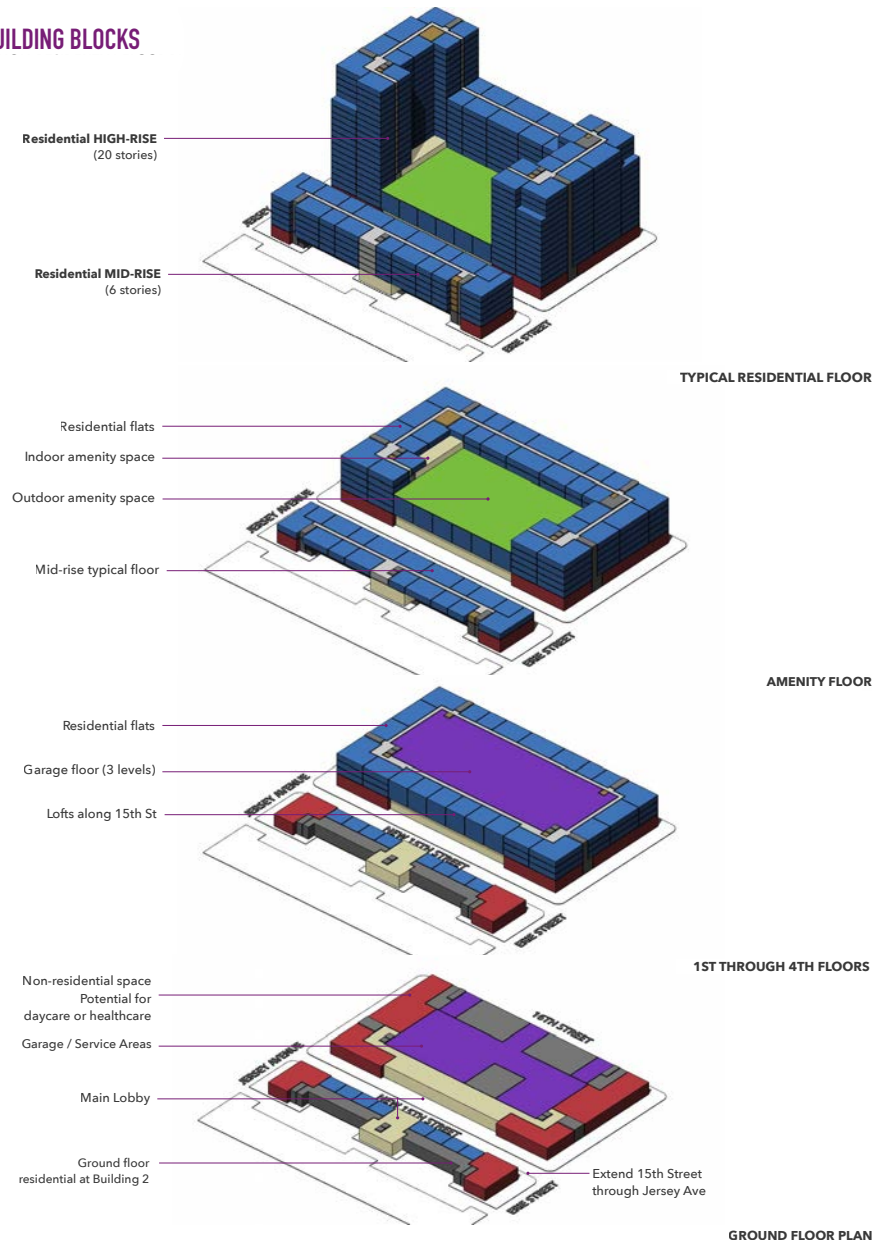 UILDING BLOCKS
Residential HIGH-RISE
(20 stories)
JERSEY
Residential MID-RISE
(6 stories)
ERIE STREET
TYPICAL RESIDENTIAL FLOOR
Residential flats
Indoor amenity space
Outdoor amenity space
JERSEY AVENUE
Mid-rise typical floor
ERIE STREET
AMENITY FLOOR
Residential flats
Garage floor (3 levels)
JERSEY AVENUE
Lofts along 15th St
NEW 15TH STREET
ERIE STREET
1ST THROUGH 4TH FLOORS
Non-residential space
Potential for
daycare or healthcare
16TH STREET
Garage / Service Areas
JERSEY AVENUE
Main Lobby
NEW 15TH STREET
Ground floor
residential at Building 2
Extend 15th Street
through Jersey Ave
ERIE STREET
GROUND FLOOR PLAN